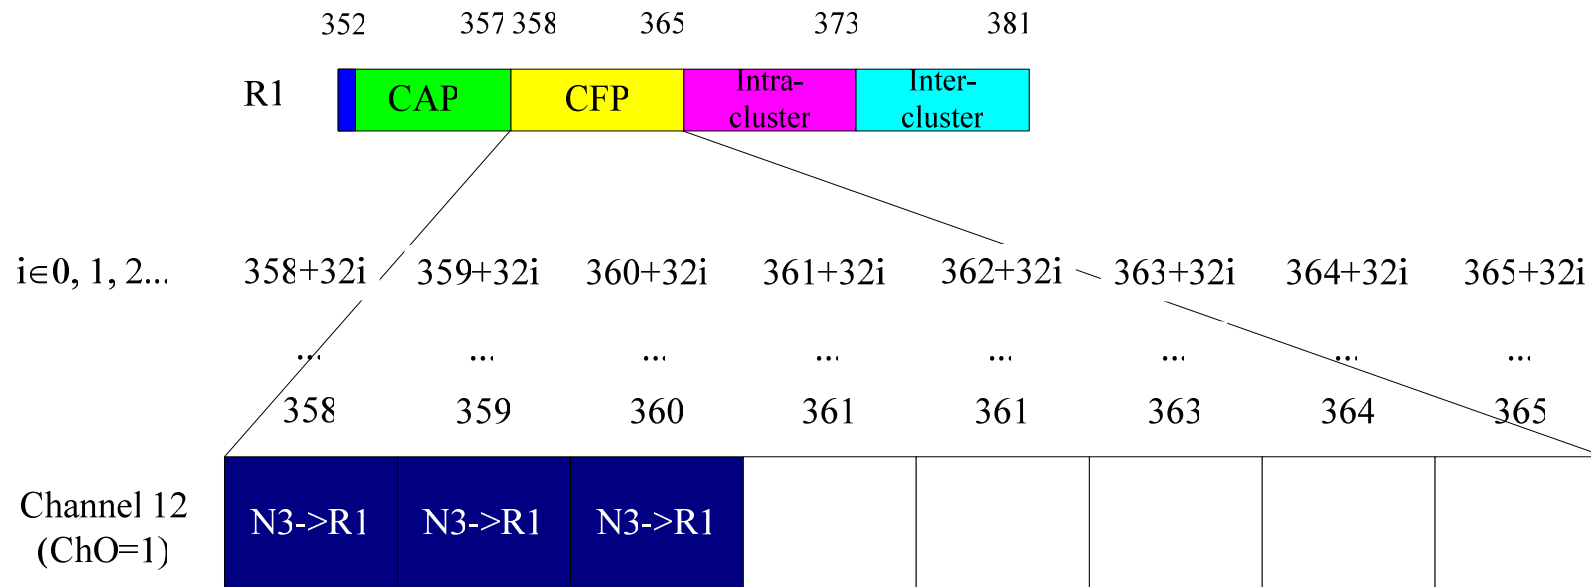 352 357 358 365 373 381
R1 CAP CFP Intra-cluster Inter-cluster
i∈0, 1, 2... 358+32i 359+32i 360+32i 361+32i 362+32i 363+32i 364+32i 365+32i
... ... ... ... ... ... ... ...
358 359 360 361 361 363 364 365
Channel 12 (ChO=1) N3->R1 N3->R1 N3->R1